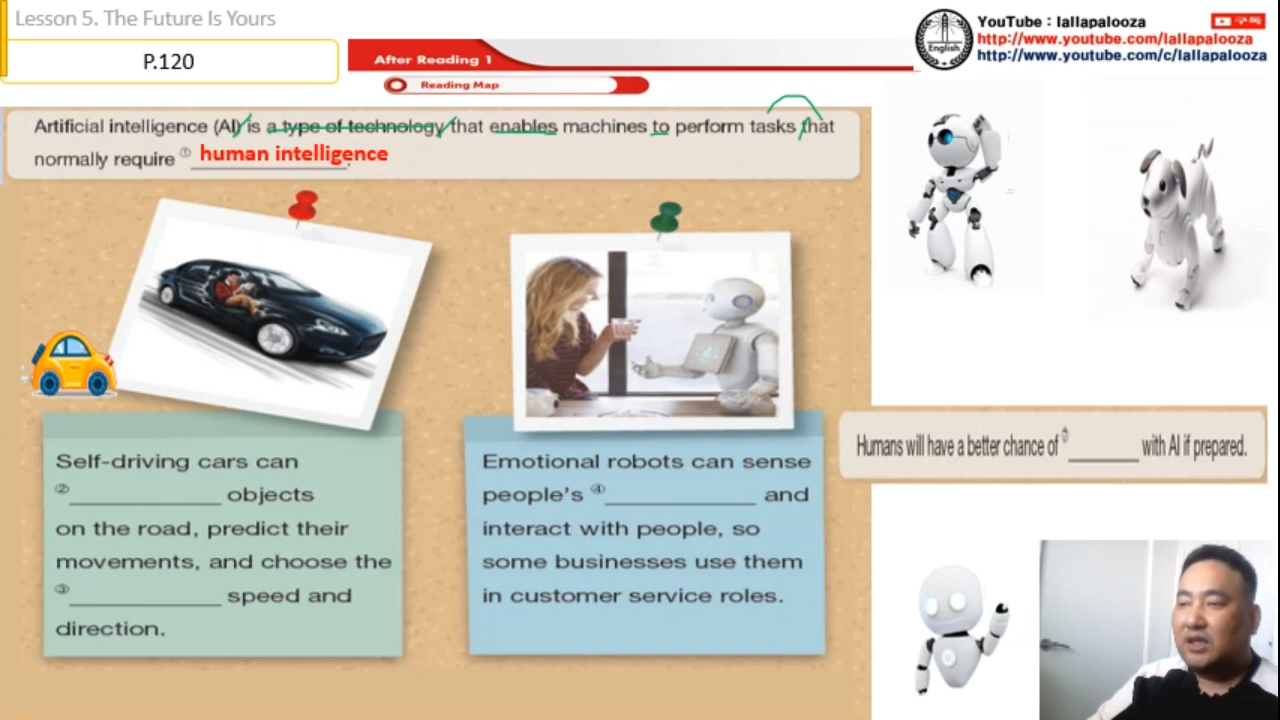 Lesson 5. The Future Is Yours
P.120
After Reading 1
Reading Map
English
YouTube : lallapalooza
http://www.youtube.com/lallapalooza
http://www.youtube.com/c/lallapalooza
Artificial intelligence (AI) is a type of technology that enables machines to perform tasks that
normally require ① human intelligence.
Self-driving cars can
② objects
on the road, predict their
movements, and choose the
③ speed and
direction.
Emotional robots can sense
people's ④ and
interact with people, so
some businesses use them
in customer service roles.
Humans will have a better chance of ⑦ with AI if prepared.